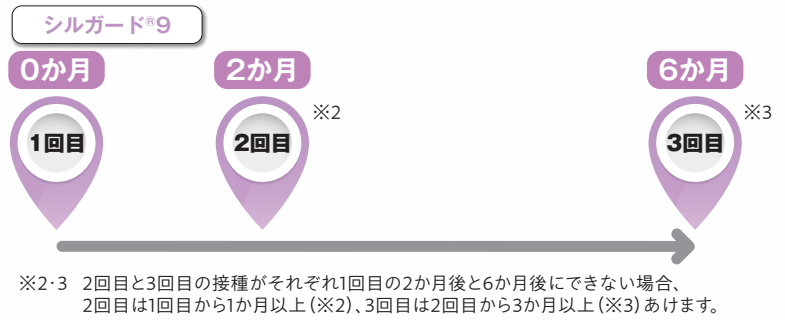 シルガード®9
0か月 2か月 6か月
1回目 2回目 ※2 3回目 ※3
※2・3 2回目と3回目の接種がそれぞれ1回目の2か月後と6か月後にできない場合、
2回目は1回目から1か月以上(※2)、3回目は2回目から3か月以上(※3)あけます。